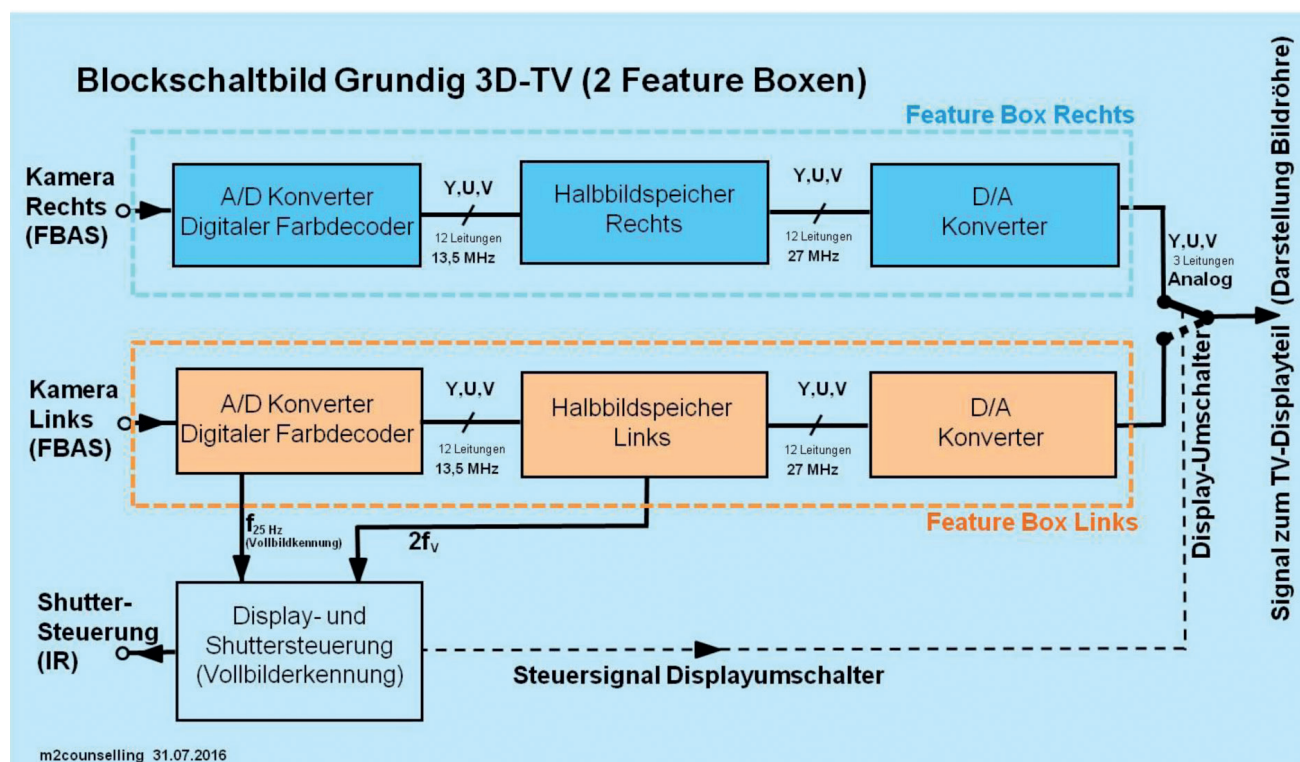 Blockschaltbild Grundig 3D-TV (2 Feature Boxen)
Feature Box Rechts
Kamera
Rechts
(FBAS)
A/D Konverter
Digitaler Farbdecoder
Y,U,V
12 Leitungen
13,5 MHz
Halbbildspeicher
Rechts
Y,U,V
12 Leitungen
27 MHz
D/A
Konverter
Y,U,V
3 Leitungen
Analog
Kamera
Links
(FBAS)
A/D Konverter
Digitaler Farbdecoder
Y,U,V
12 Leitungen
13,5 MHz
Halbbildspeicher
Links
Y,U,V
12 Leitungen
27 MHz
D/A
Konverter
Feature Box Links
Display-Umschalter
Signal zum TV-Displayteil (Darstellung Bildröhre)
f25 Hz
(Vollbildkennung)
2fV
Shutter-
Steuerung
(IR)
Display- und
Shuttersteuerung
(Vollbilderkennung)
Steuersignal Displayumschalter
m2counselling 31.07.2016